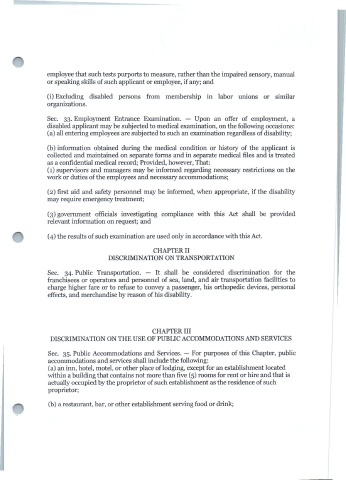 employee that such tests purports to measure, rather than the impaired sensory, manual
or speaking skills of such applicant or employee, if any; and
(i) Excluding disabled persons from membership in labor unions or similar
organizations.
Sec. 33. Employment Entrance Examination. — Upon an offer of employment, a
disabled applicant may be subjected to medical examination, on the following occasions:
(a) all entering employees are subjected to such an examination regardless of disability;
(b) information obtained during the medical condition or history of the applicant is
collected and maintained on separate forms and in separate medical files and is treated
as a confidential medical record; Provided, however, That:
(1) supervisors and managers may be informed regarding necessary restrictions on the
work or duties of the employees and necessary accommodations;
(2) first aid and safety personnel may be informed, when appropriate, if the disability
may require emergency treatment;
(3) government officials investigating compliance with this Act shall be provided
relevant information on request; and
(4) the results of such examination are used only in accordance with this Act.
CHAPTER II
DISCRIMINATION ON TRANSPORTATION
Sec. 34. Public Transportation. — It shall be considered discrimination for the
franchisees or operators and personnel of sea, land, and air transportation facilities to
charge higher fare or to refuse to convey a passenger, his orthopedic devices, personal
effects, and merchandise by reason of his disability.
CHAPTER III
DISCRIMINATION ON THE USE OF PUBLIC ACCOMMODATIONS AND SERVICES
Sec. 35. Public Accommodations and Services. — For purposes of this Chapter, public
accommodations and services shall include the following:
(a) an inn, hotel, motel, or other place of lodging, except for an establishment located
within a building that contains not more than five (5) rooms for rent or hire and that is
actually occupied by the proprietor of such establishment as the residence of such
proprietor;
(b) a restaurant, bar, or other establishment serving food or drink;